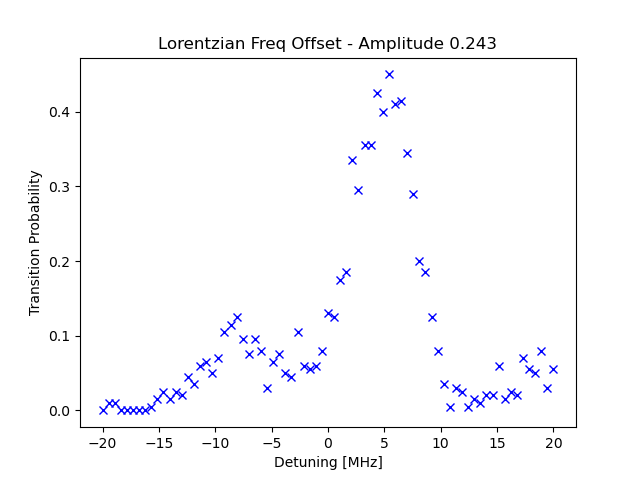 Lorentzian Freq Offset - Amplitude 0.243
Transition Probability
0.4
0.3
0.2
0.1
0.0
−20 −15 −10 −5 0 5 10 15 20
Detuning [MHz]